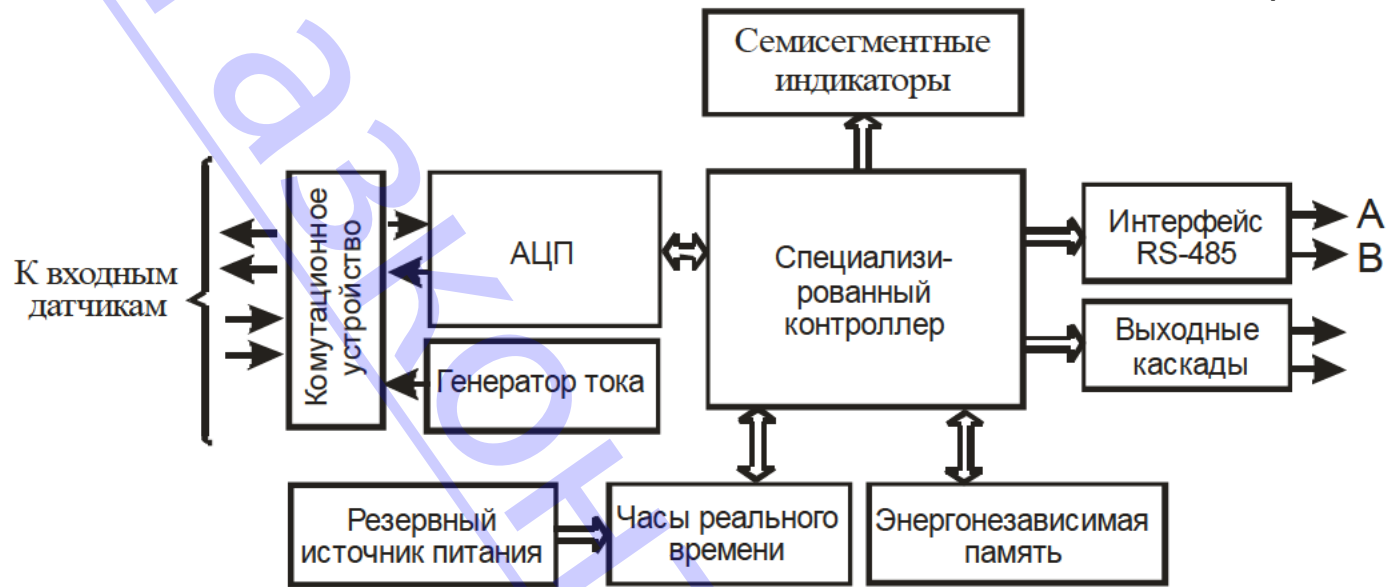 Семисегментные
индикаторы
К входным
датчикам
Комутационное
устройство
АЦП
Генератор тока
Специализи-
рованный
контроллер
Интерфейс
RS-485
A
B
Выходные
каскады
Резервный
источник питания
Часы реального
времени
Энергонезависимая
память